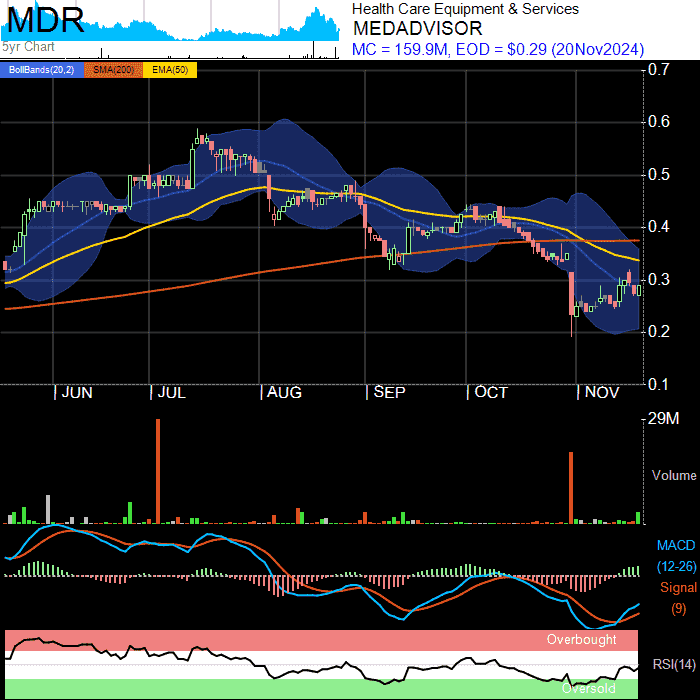 MDR
5yr Chart
Health Care Equipment & Services
MEDADVISOR
MC = 159.9M, EOD = $0.29 (20Nov2024)
BollBands(20,2) SMA(200) EMA(50)
0.7
0.6
0.5
0.4
0.3
0.2
0.1
JUN JUL AUG SEP OCT NOV
29M
Volume
MACD
(12-26)
Signal
(9)
Overbought
RSI(14)
Oversold